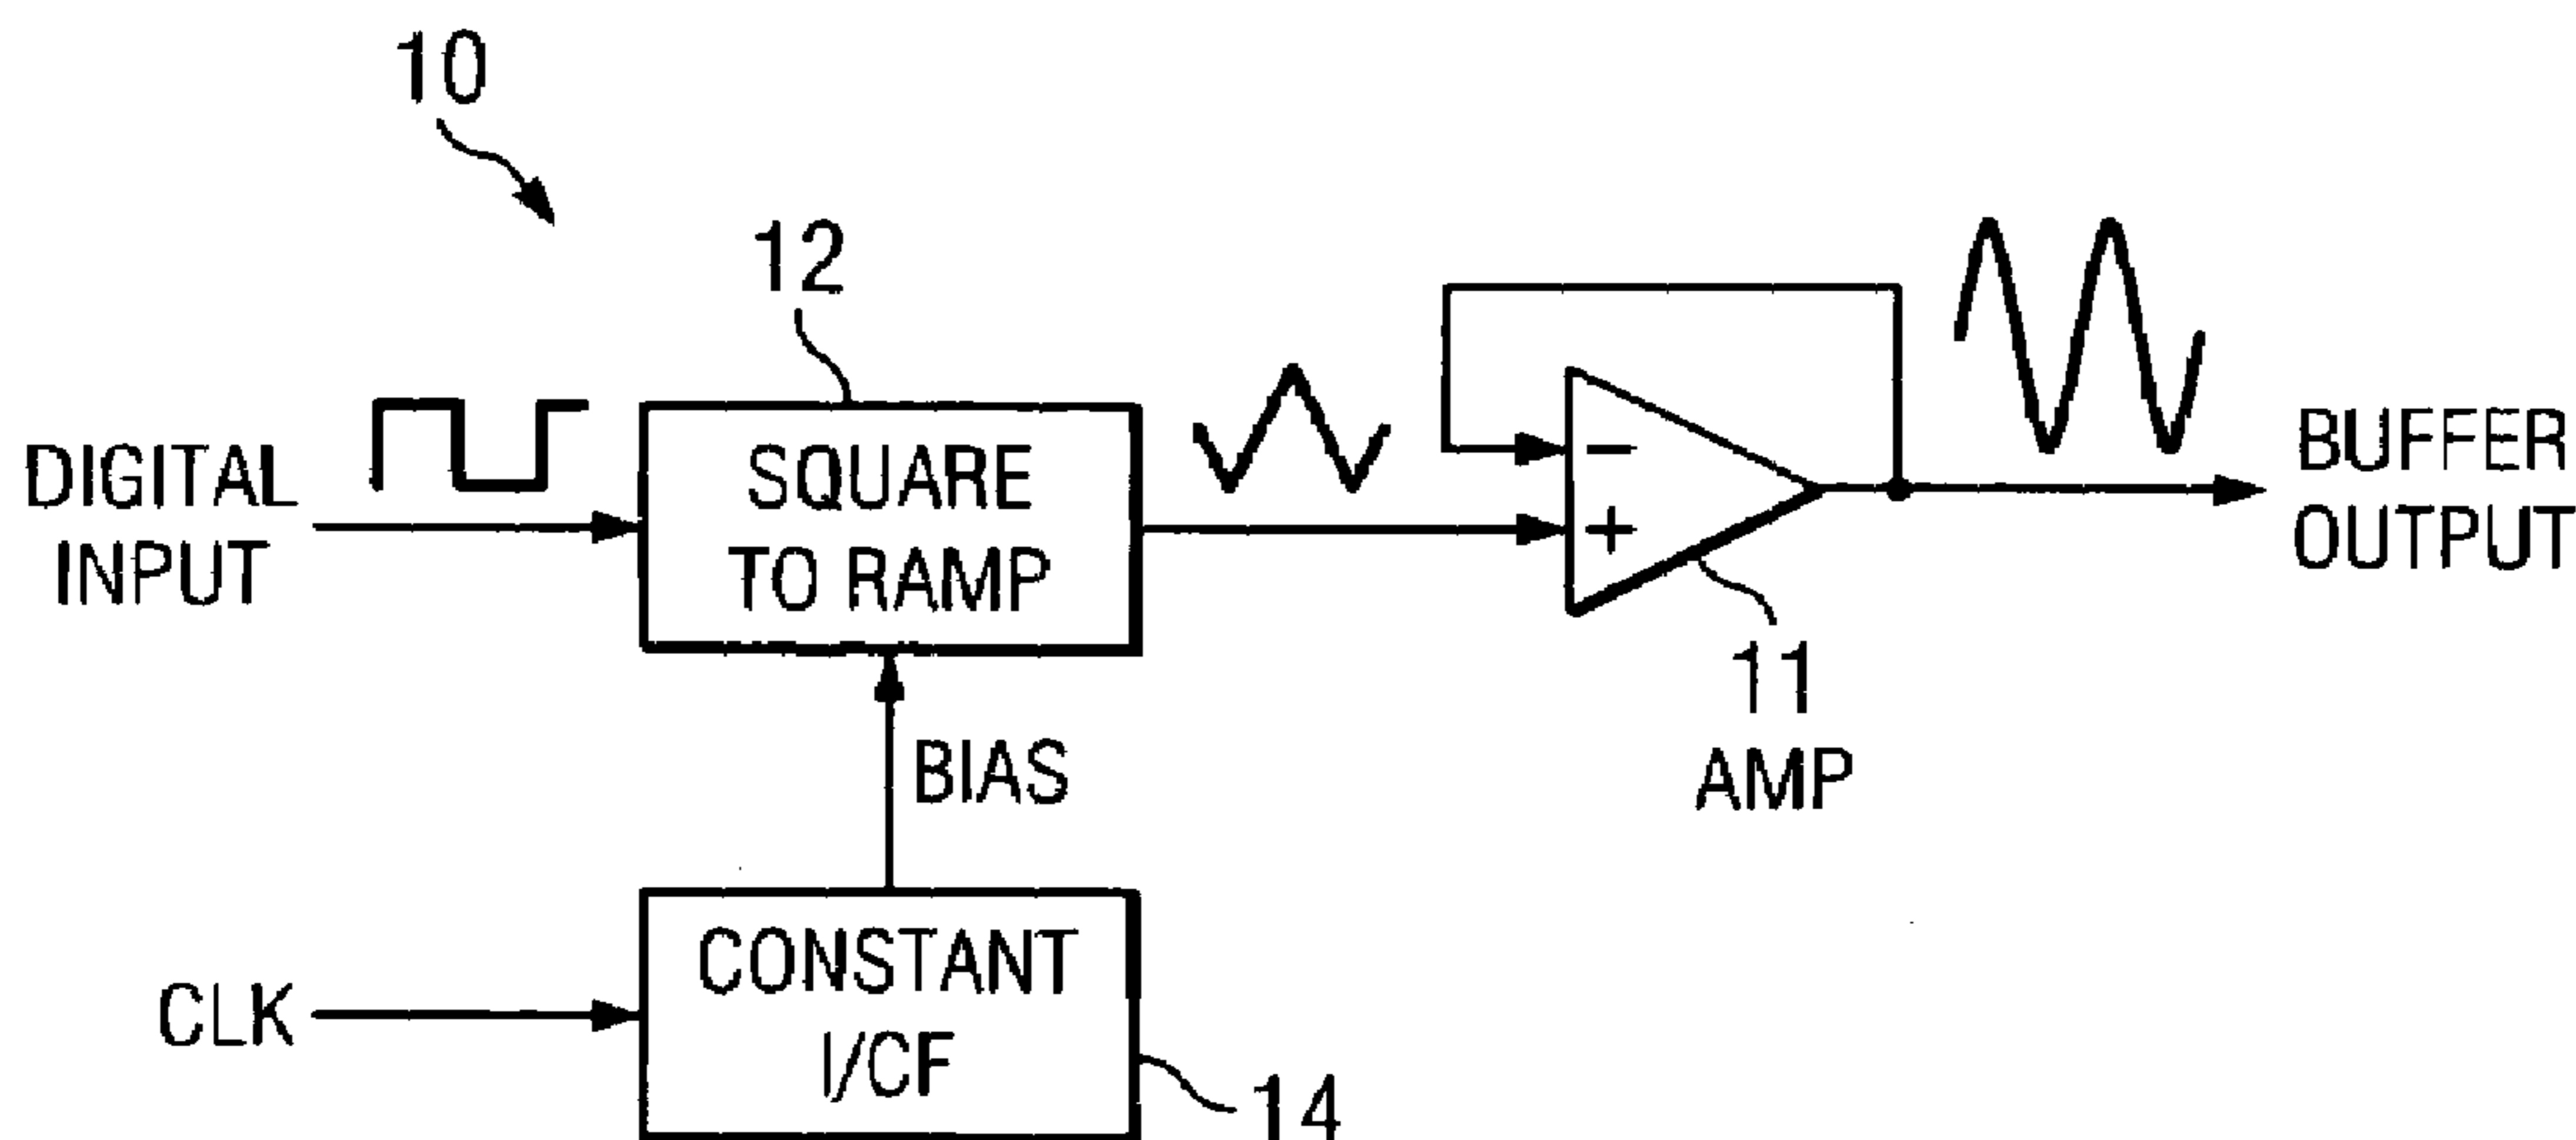 10
12
DIGITAL
INPUT
SQUARE
TO RAMP
−
+
BUFFER
OUTPUT
11
AMP
BIAS
CLK
CONSTANT
I/CF
14